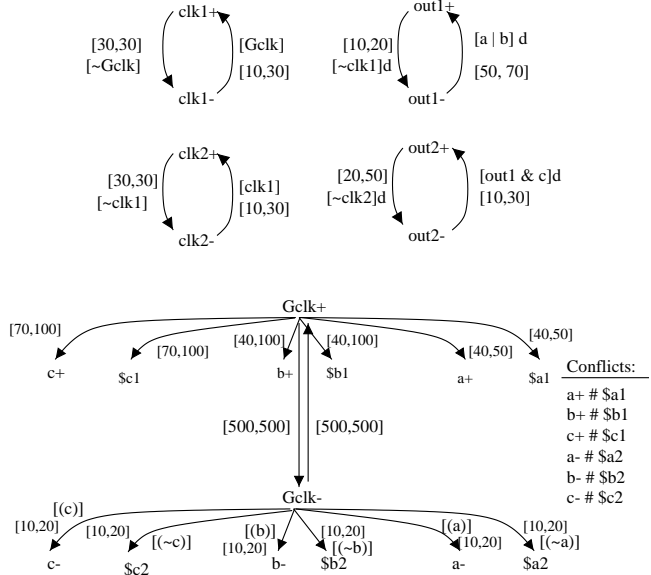 clk1+
[30,30]
[~Gclk]
[Gclk]
[10,30]
clk1-
out1+
[10,20]
[~clk1]d
[a | b] d
[50, 70]
out1-
clk2+
[30,30]
[~clk1]
[clk1]
[10,30]
clk2-
out2+
[20,50]
[~clk2]d
[out1 & c]d
[10,30]
out2-
Gclk+
[70,100]
[70,100]
[40,100]
[40,100]
[40,50]
[40,50]
c+
$c1
b+
$b1
a+
$a1
[500,500]
[500,500]
Conflicts:
a+ # $a1
b+ # $b1
c+ # $c1
a- # $a2
b- # $b2
c- # $c2
Gclk-
[(c)]
[10,20]
[10,20]
[(~c)]
[(b)]
[10,20]
[10,20]
[(~b)]
[(a)]
[10,20]
[10,20]
[(~a)]
c-
$c2
b-
$b2
a-
$a2